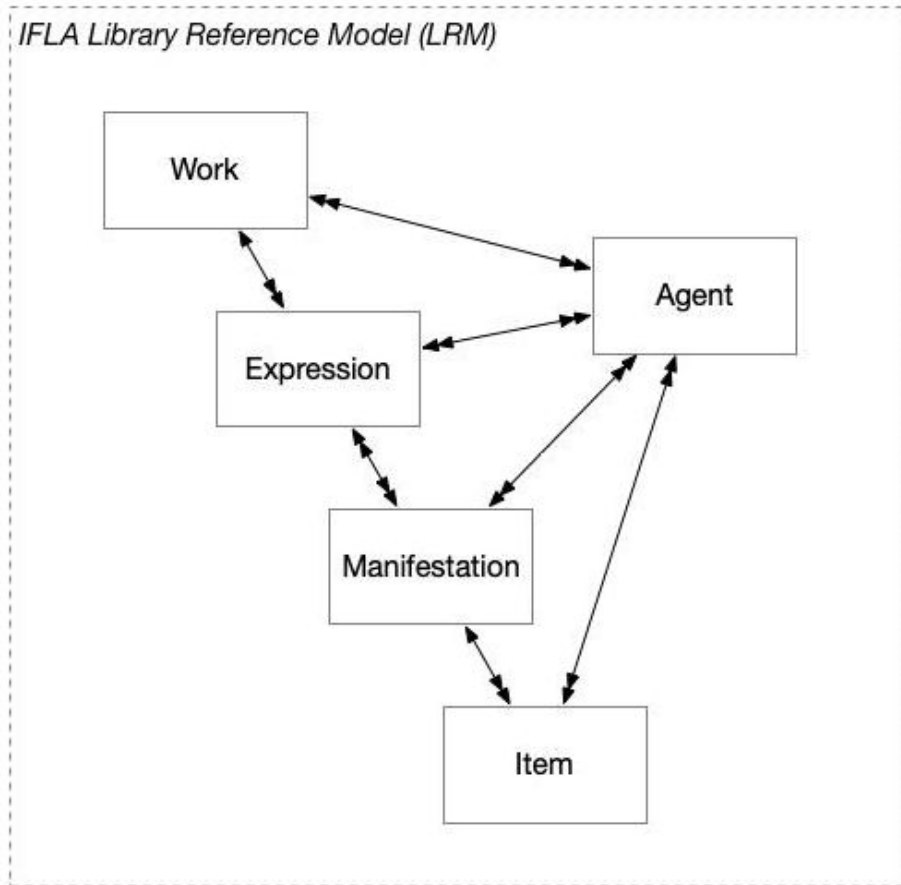 IFLA Library Reference Model (LRM)
Work
Agent
Expression
Manifestation
Item